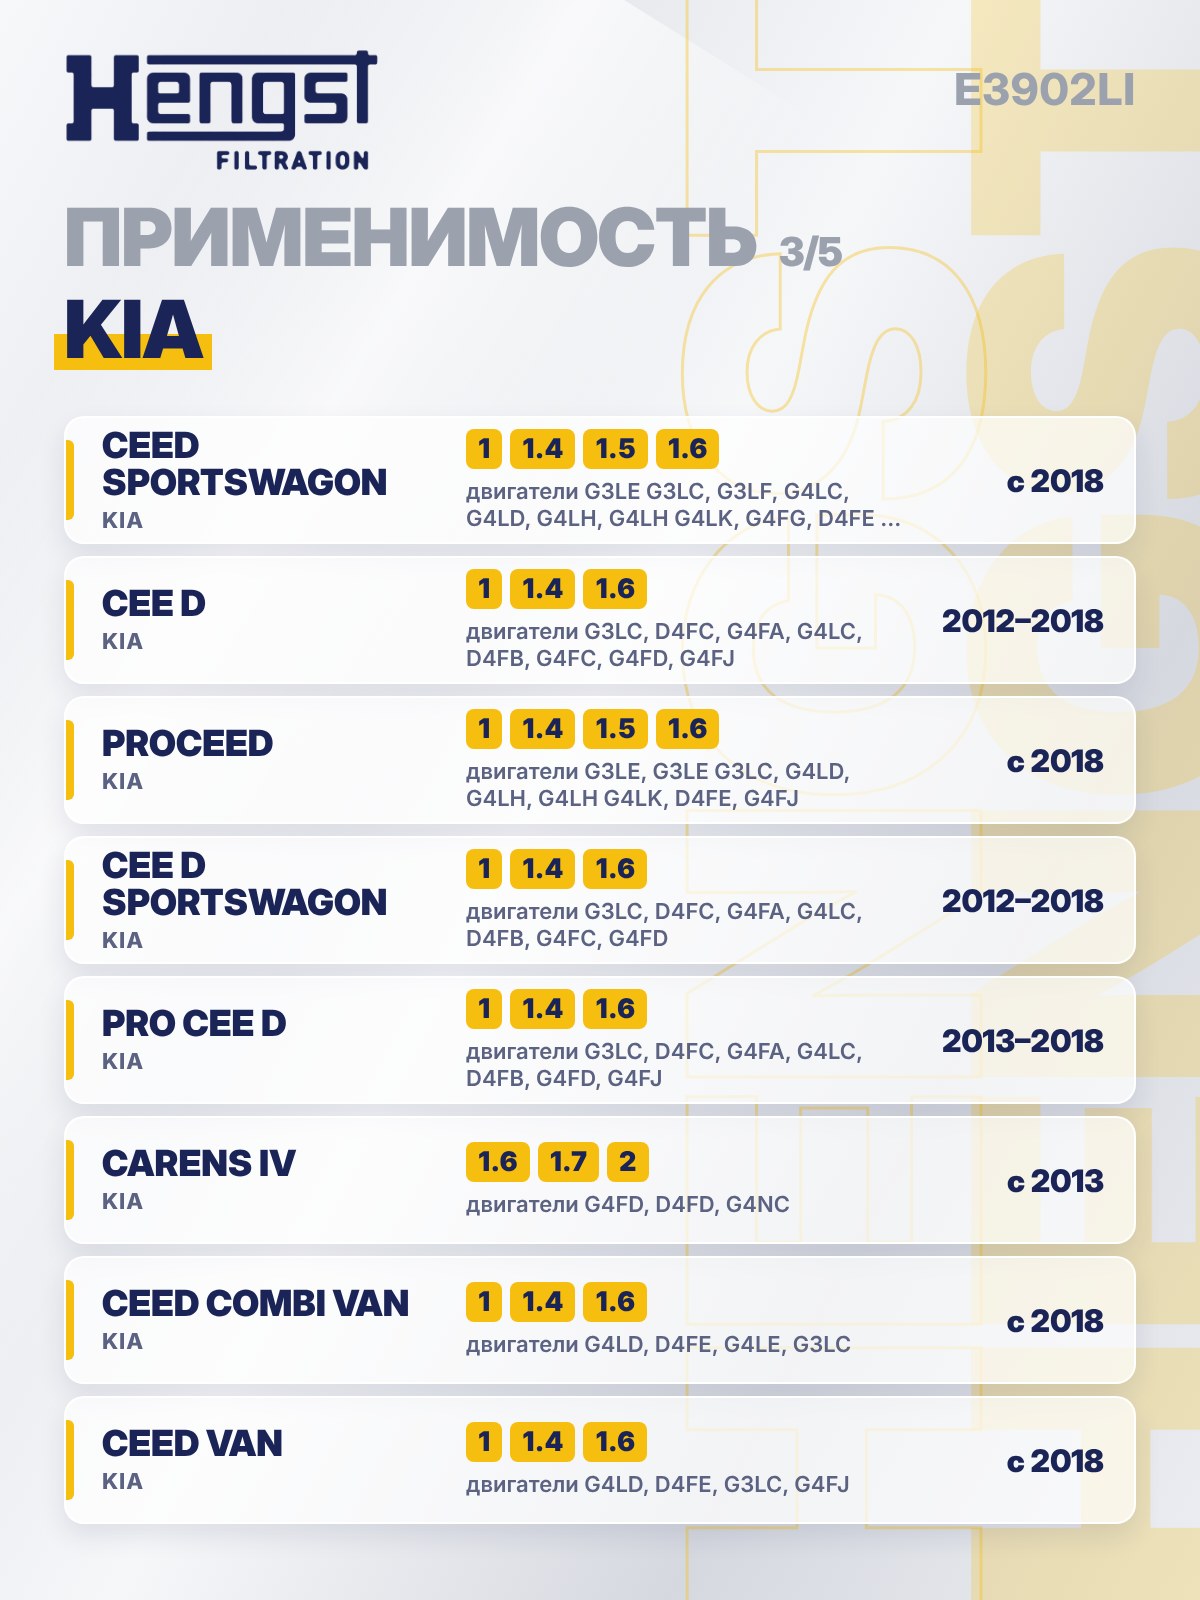 Hengst
FILTRATION
E3902LI
ПРИМЕНИМОСТЬ 3/5
KIA
CEED
SPORTSWAGON
KIA
1 1.4 1.5 1.6
двигатели G3LE G3LC, G3LF, G4LC,
G4LD, G4LH, G4LH G4LK, G4FG, D4FE ...
с 2018
CEE D
KIA
1 1.4 1.6
двигатели G3LC, D4FC, G4FA, G4LC,
D4FB, G4FC, G4FD, G4FJ
2012–2018
PROCEED
KIA
1 1.4 1.5 1.6
двигатели G3LE, G3LE G3LC, G4LD,
G4LH, G4LH G4LK, D4FE, G4FJ
с 2018
CEE D
SPORTSWAGON
KIA
1 1.4 1.6
двигатели G3LC, D4FC, G4FA, G4LC,
D4FB, G4FC, G4FD
2012–2018
PRO CEE D
KIA
1 1.4 1.6
двигатели G3LC, D4FC, G4FA, G4LC,
D4FB, G4FD, G4FJ
2013–2018
CARENS IV
KIA
1.6 1.7 2
двигатели G4FD, D4FD, G4NC
с 2013
CEED COMBI VAN
KIA
1 1.4 1.6
двигатели G4LD, D4FE, G4LE, G3LC
с 2018
CEED VAN
KIA
1 1.4 1.6
двигатели G4LD, D4FE, G3LC, G4FJ
с 2018
HENGST
HENGST